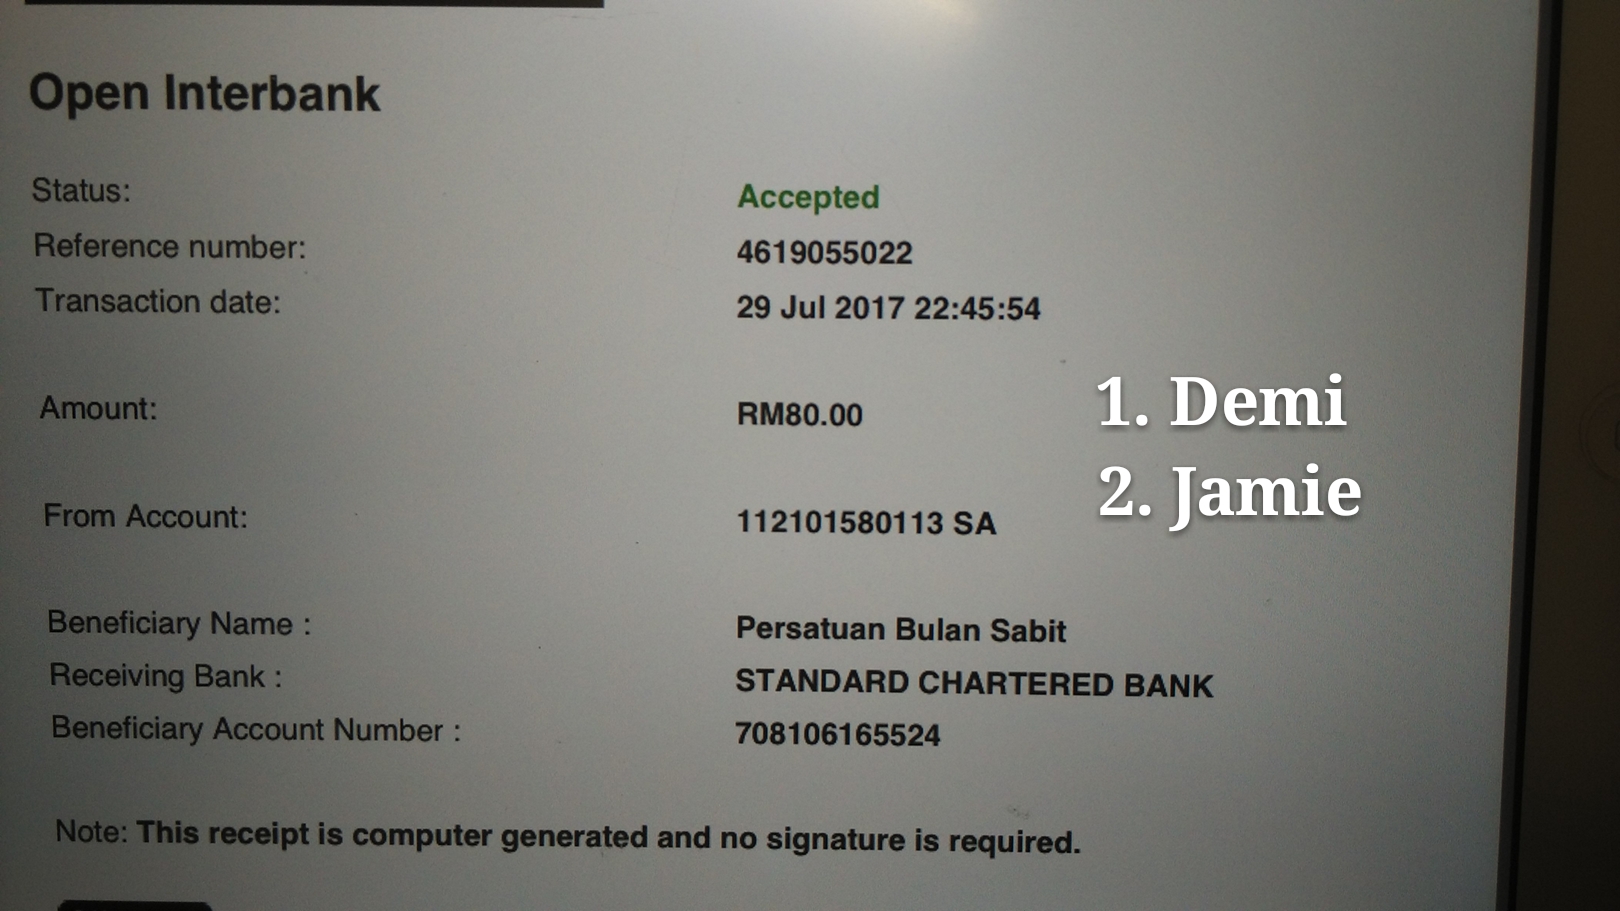 Open Interbank
Status: Accepted
Reference number: 4619055022
Transaction date: 29 Jul 2017 22:45:54
Amount: RM80.00
1. Demi
2. Jamie
From Account: 112101580113 SA
Beneficiary Name : Persatuan Bulan Sabit
Receiving Bank : STANDARD CHARTERED BANK
Beneficiary Account Number : 708106165524
Note: This receipt is computer generated and no signature is required.